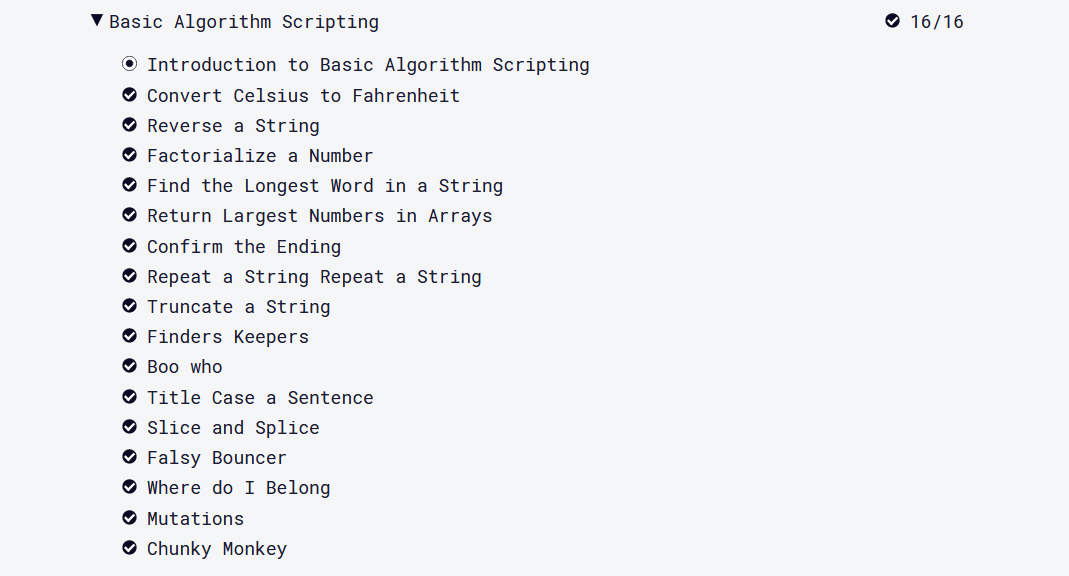 Basic Algorithm Scripting 16/16
Introduction to Basic Algorithm Scripting
Convert Celsius to Fahrenheit
Reverse a String
Factorialize a Number
Find the Longest Word in a String
Return Largest Numbers in Arrays
Confirm the Ending
Repeat a String Repeat a String
Truncate a String
Finders Keepers
Boo who
Title Case a Sentence
Slice and Splice
Falsy Bouncer
Where do I Belong
Mutations
Chunky Monkey